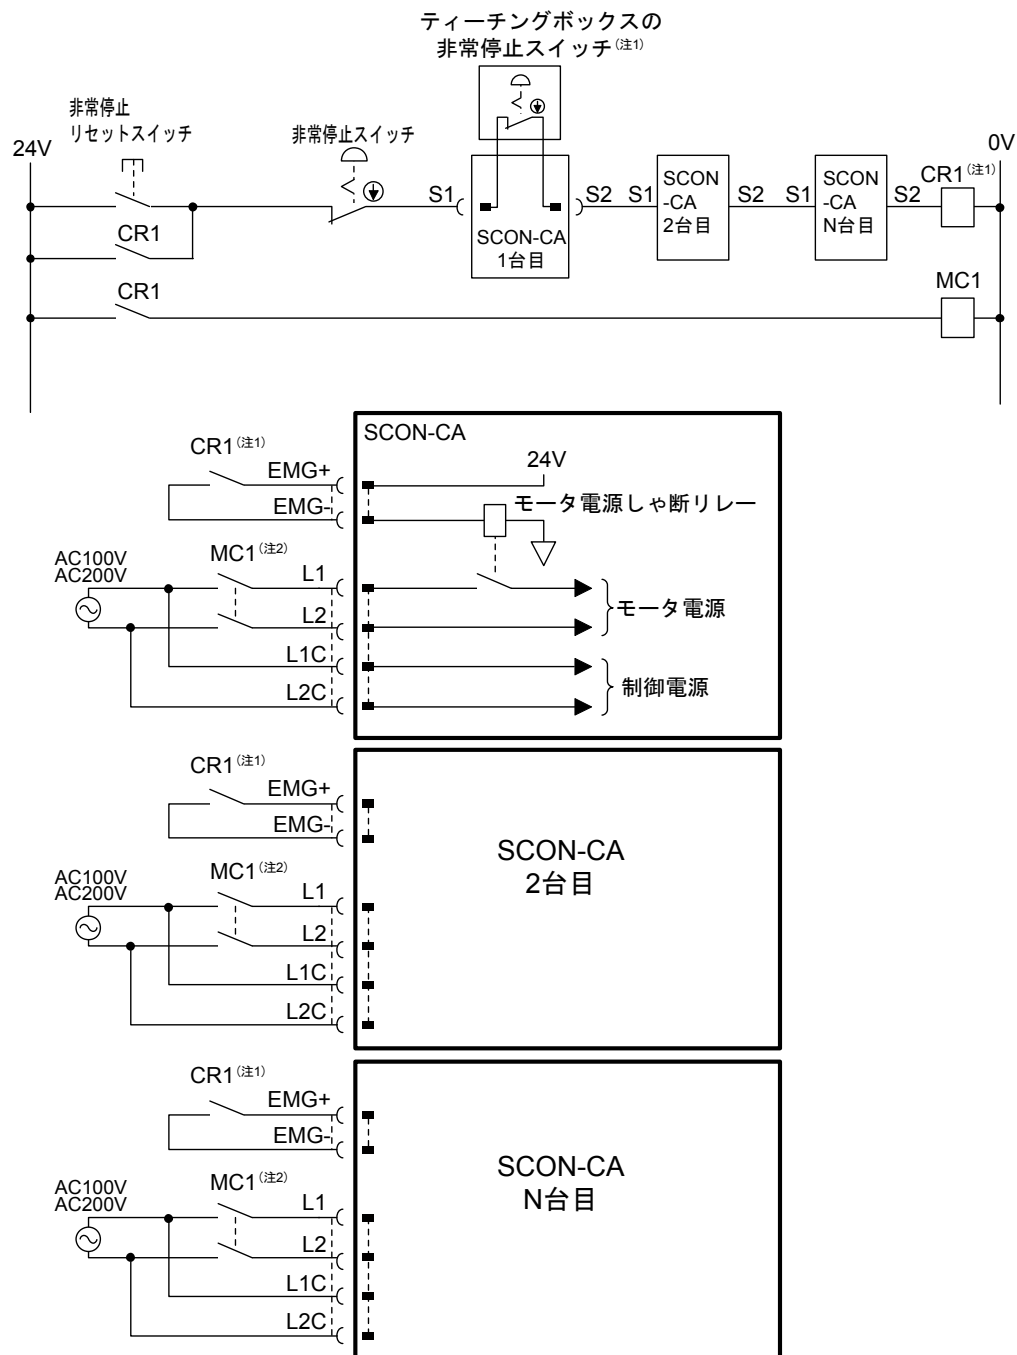 ティーチングボックスの
非常停止スイッチ(注1)
非常停止
リセットスイッチ
非常停止スイッチ
24V
0V
S1
S2
S1
SCON
-CA
2台目
S2
S1
SCON
-CA
N台目
S2
CR1(注1)
CR1
SCON-CA
1台目
CR1
MC1
SCON-CA
CR1(注1)
EMG+
24V
EMG-
モータ電源しゃ断リレー
AC100V
AC200V
MC1(注2)
L1
L2
モータ電源
L1C
L2C
制御電源
CR1(注1)
EMG+
EMG-
SCON-CA
2台目
AC100V
AC200V
MC1(注2)
L1
L2
L1C
L2C
CR1(注1)
EMG+
EMG-
SCON-CA
N台目
AC100V
AC200V
MC1(注2)
L1
L2
L1C
L2C